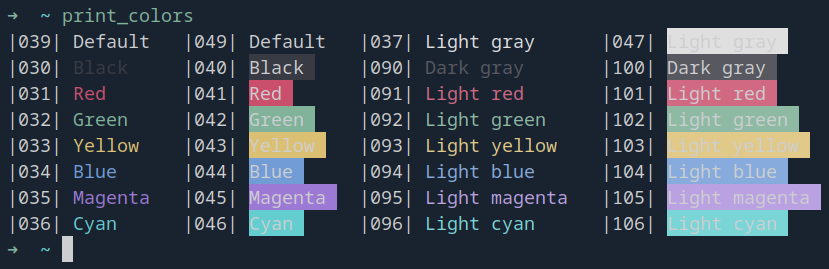 ➜  ~ print_colors
|039| Default   |049| Default   |037| Light gray     |047| Light gray
|030| Black     |040| Black     |090| Dark gray      |100| Dark gray
|031| Red       |041| Red       |091| Light red      |101| Light red
|032| Green     |042| Green     |092| Light green    |102| Light green
|033| Yellow    |043| Yellow    |093| Light yellow   |103| Light yellow
|034| Blue      |044| Blue      |094| Light blue     |104| Light blue
|035| Magenta   |045| Magenta   |095| Light magenta  |105| Light magenta
|036| Cyan      |046| Cyan      |096| Light cyan     |106| Light cyan
➜  ~